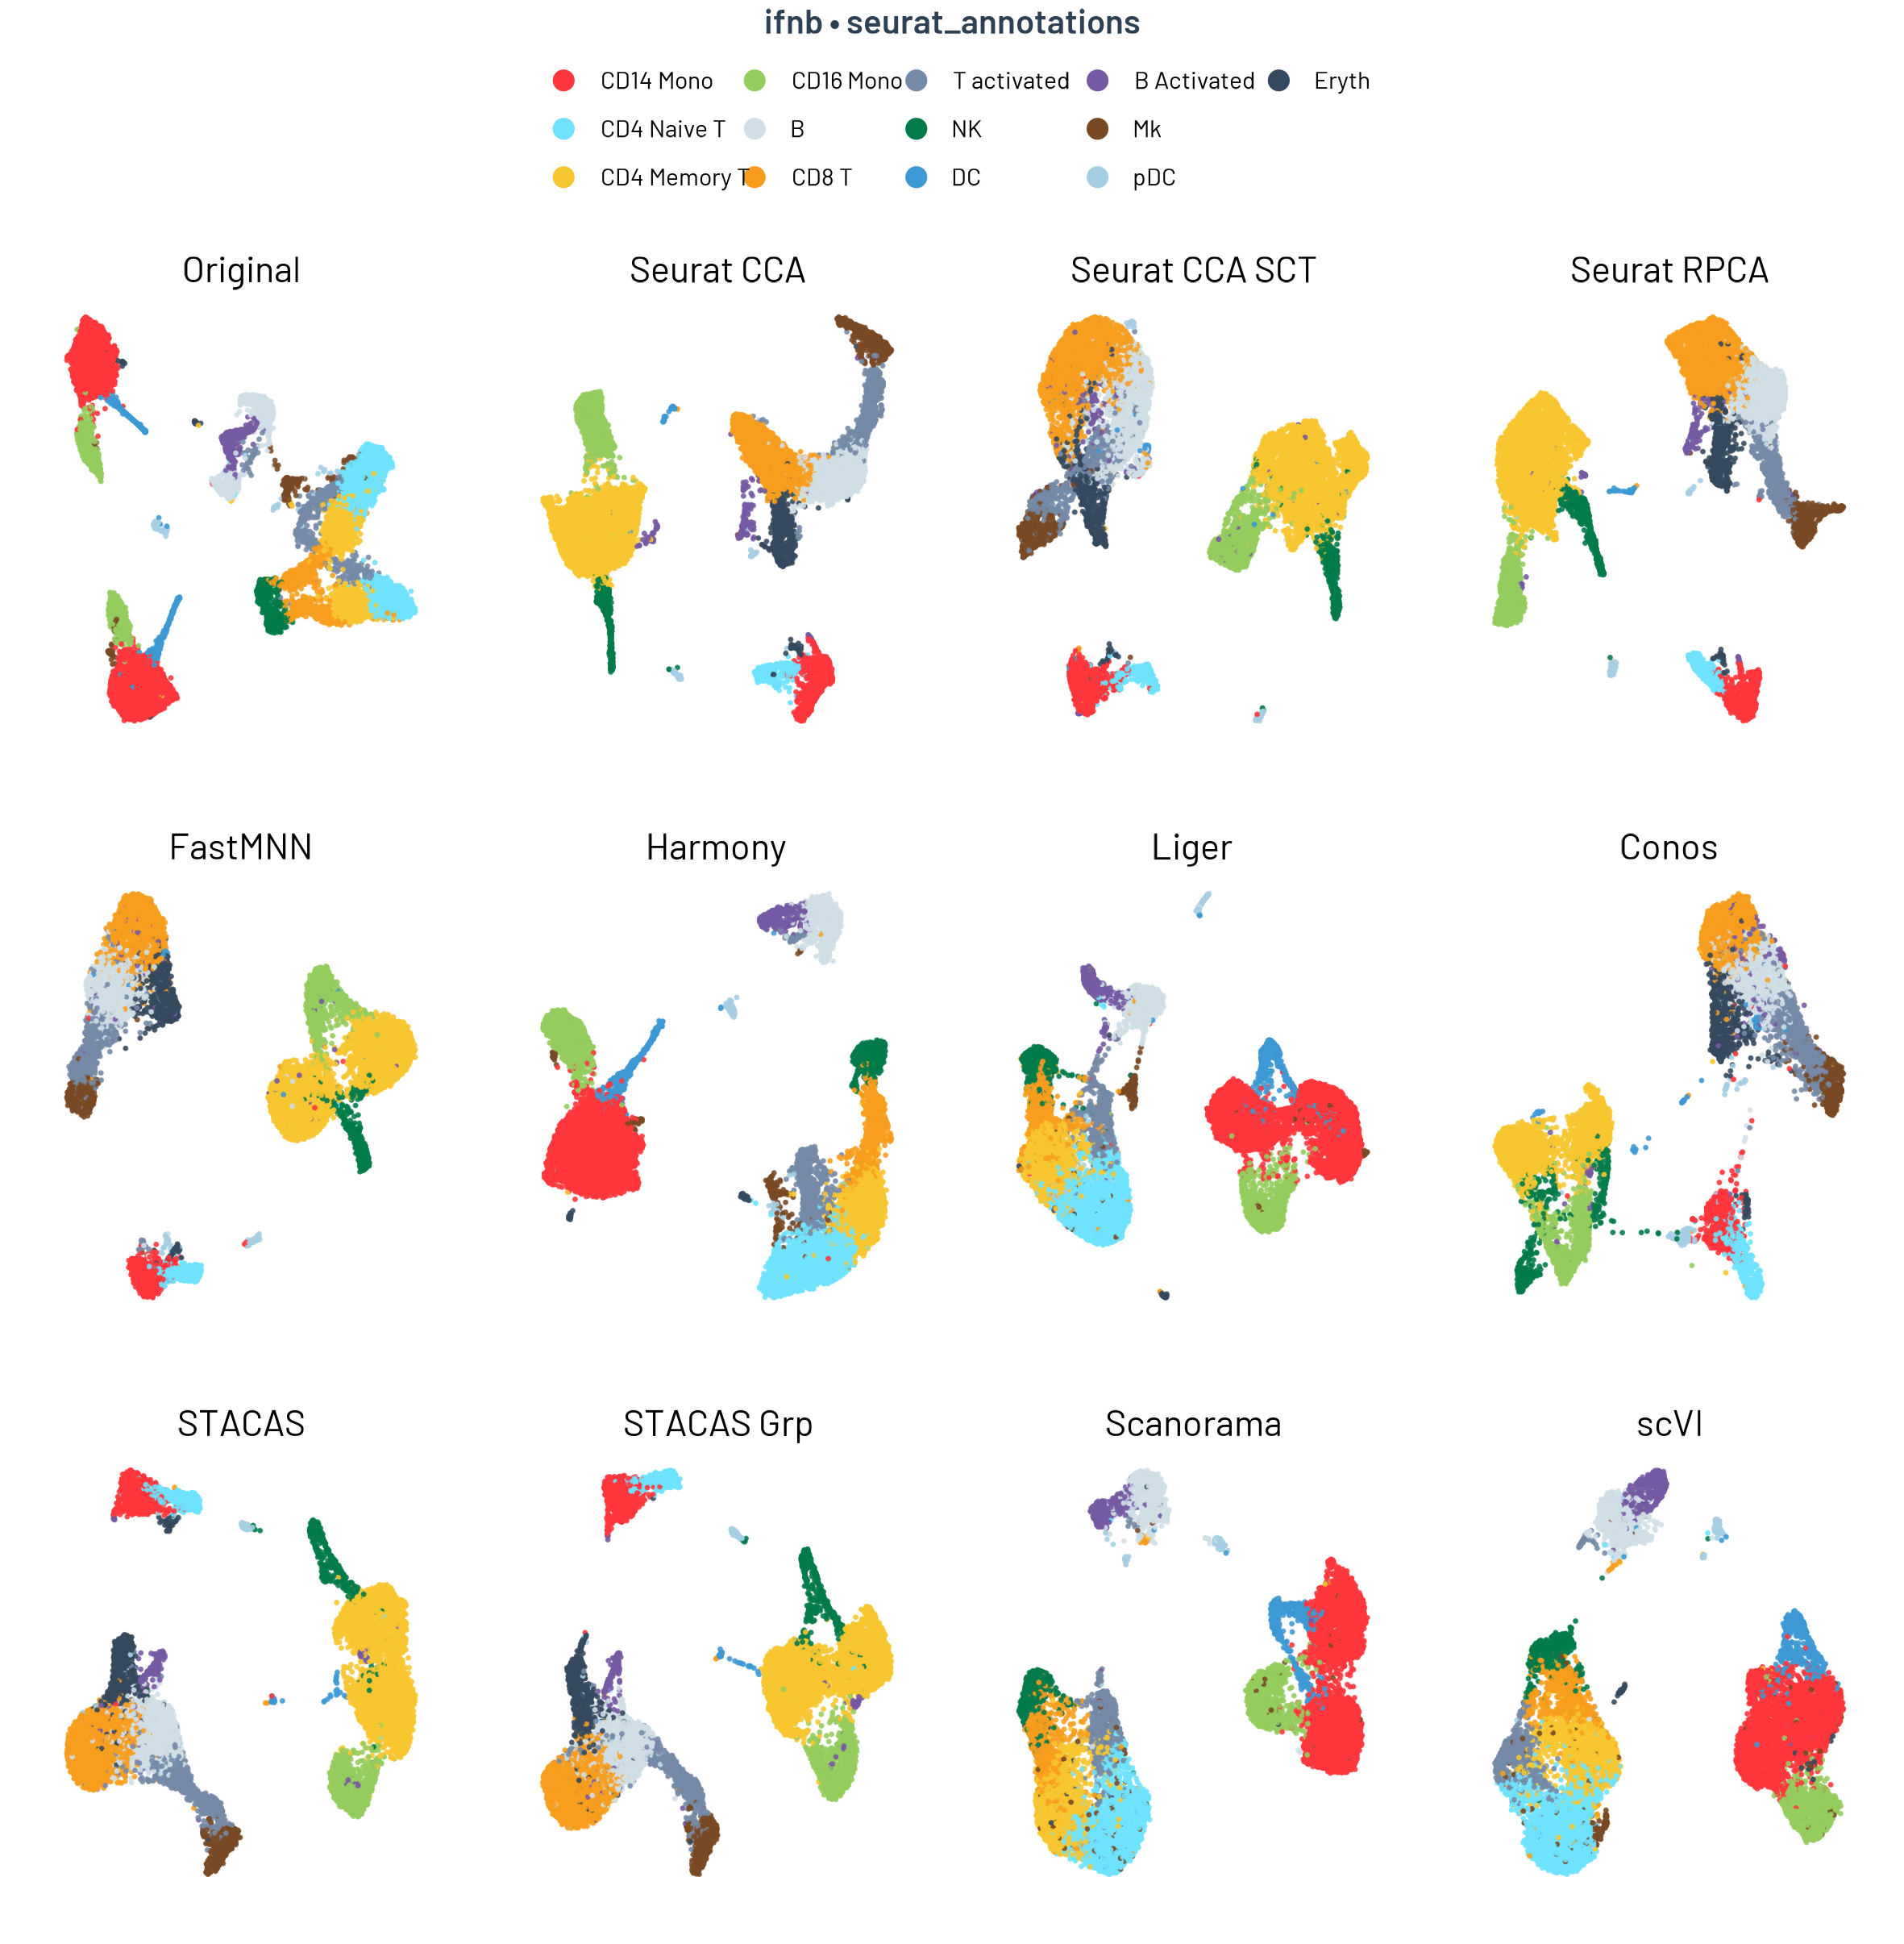 ifnb • seurat_annotations
CD14 Mono CD16 Mono T activated B Activated Eryth
CD4 Naive T B NK Mk
CD4 Memory T CD8 T DC pDC
Original Seurat CCA Seurat CCA SCT Seurat RPCA
FastMNN Harmony Liger Conos
STACAS STACAS Grp Scanorama scVI